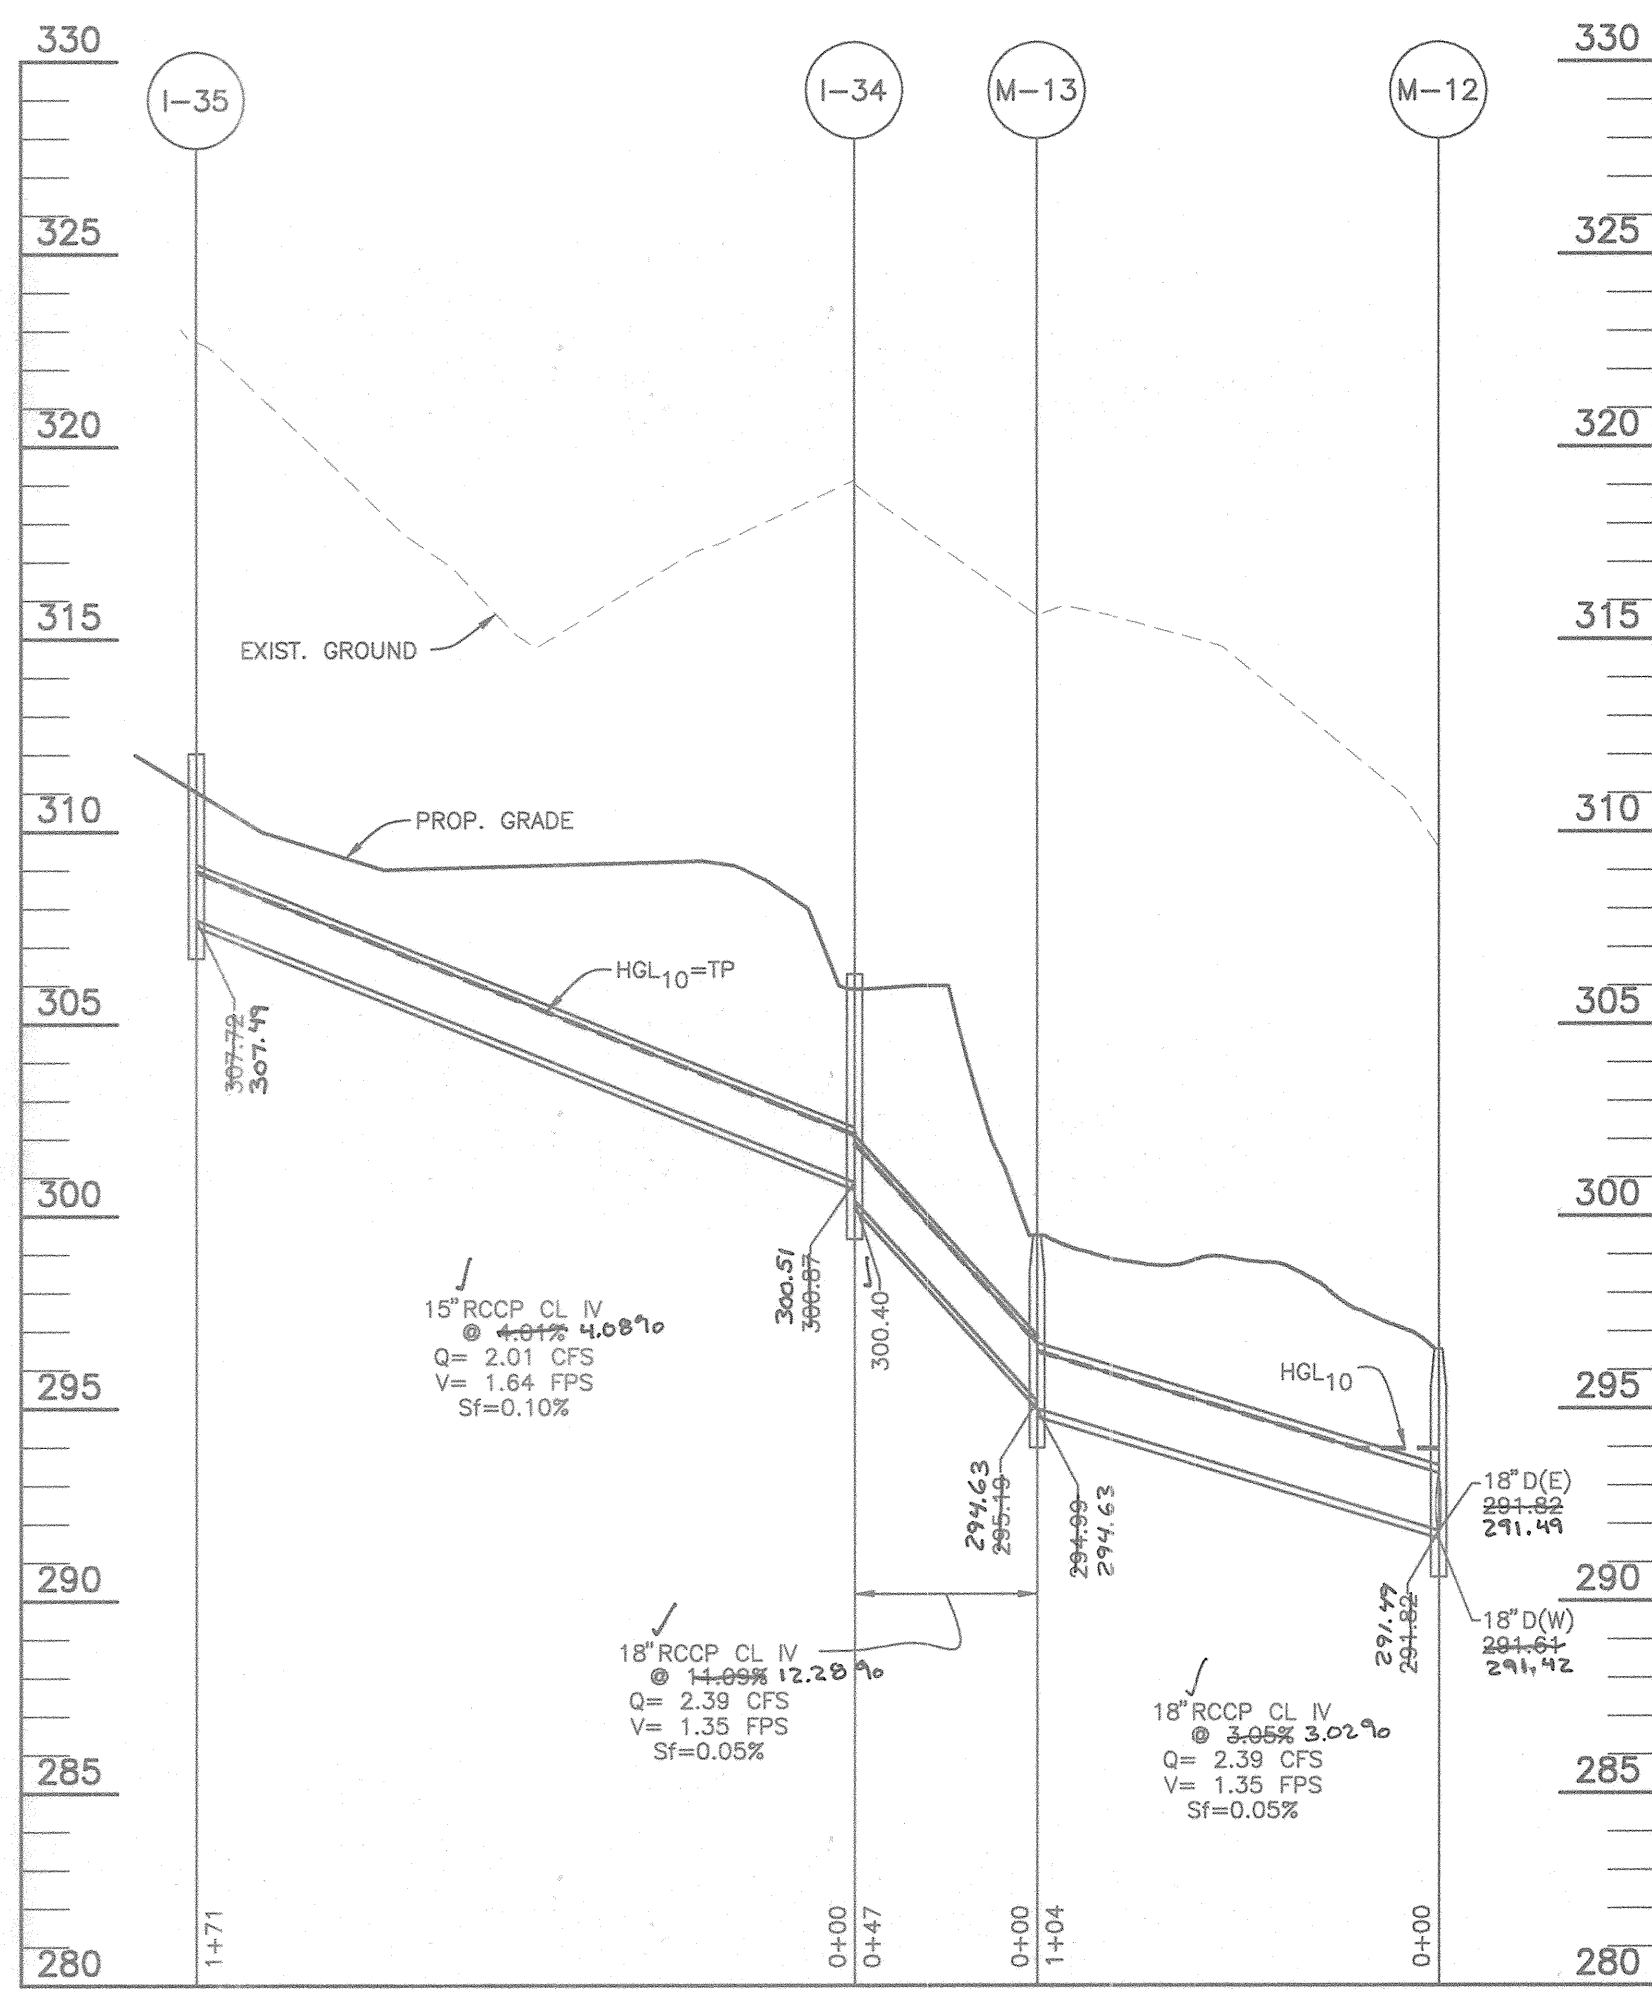 330
330
I-35
I-34
M-13
M-12
325
325
320
320
315
315
EXIST. GROUND
310
310
PROP. GRADE
HGL10=TP
305
305
307.72
307.49
300
300
300.51
300.87
300.40
15" RCCP CL IV
@ 4.01% 4.08%
Q= 2.01 CFS
V= 1.64 FPS
Sf=0.10%
HGL10
295
295
294.63
295.19
294.99
294.63
18" D(E)
291.82
291.49
290
290
291.49
291.82
18" D(W)
291.61
291.42
18" RCCP CL IV
@ 11.09% 12.28%
Q= 2.39 CFS
V= 1.35 FPS
Sf=0.05%
18" RCCP CL IV
@ 3.05% 3.02%
Q= 2.39 CFS
V= 1.35 FPS
Sf=0.05%
285
285
1+71
0+00
0+47
0+00
1+04
0+00
280
280